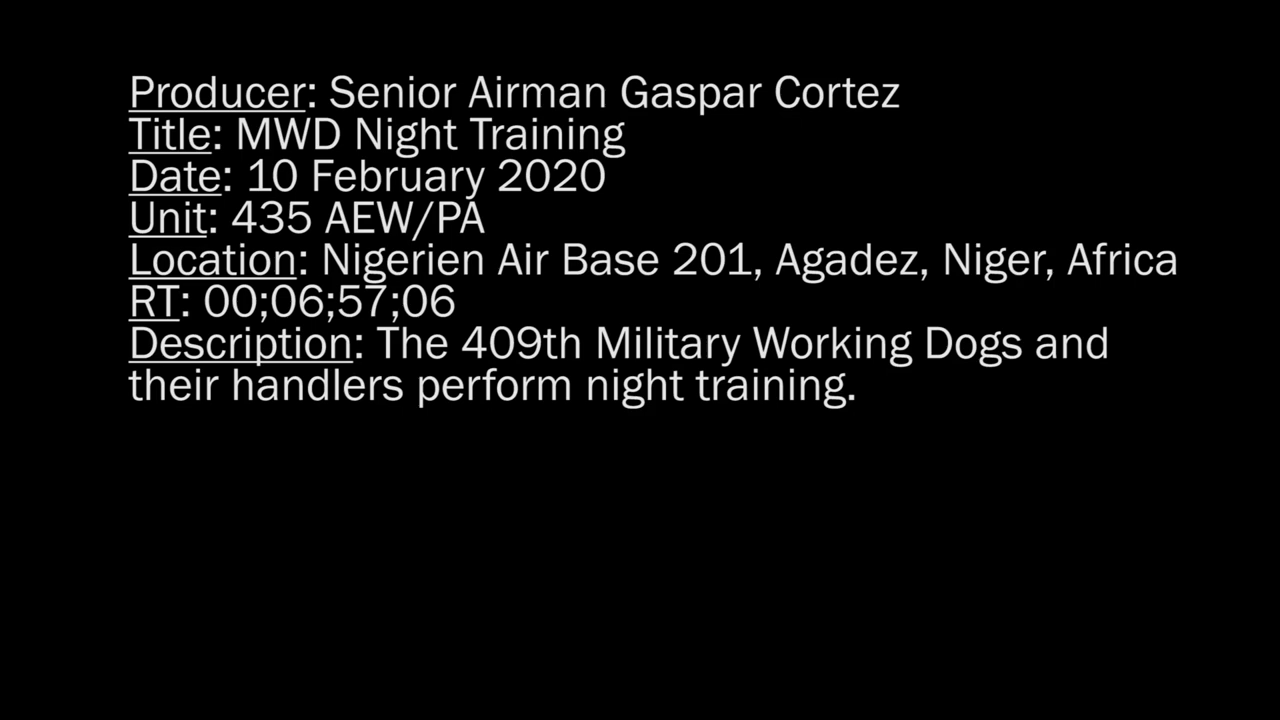 Producer: Senior Airman Gaspar Cortez
Title: MWD Night Training
Date: 10 February 2020
Unit: 435 AEW/PA
Location: Nigerien Air Base 201, Agadez, Niger, Africa
RT: 00;06;57;06
Description: The 409th Military Working Dogs and
their handlers perform night training.